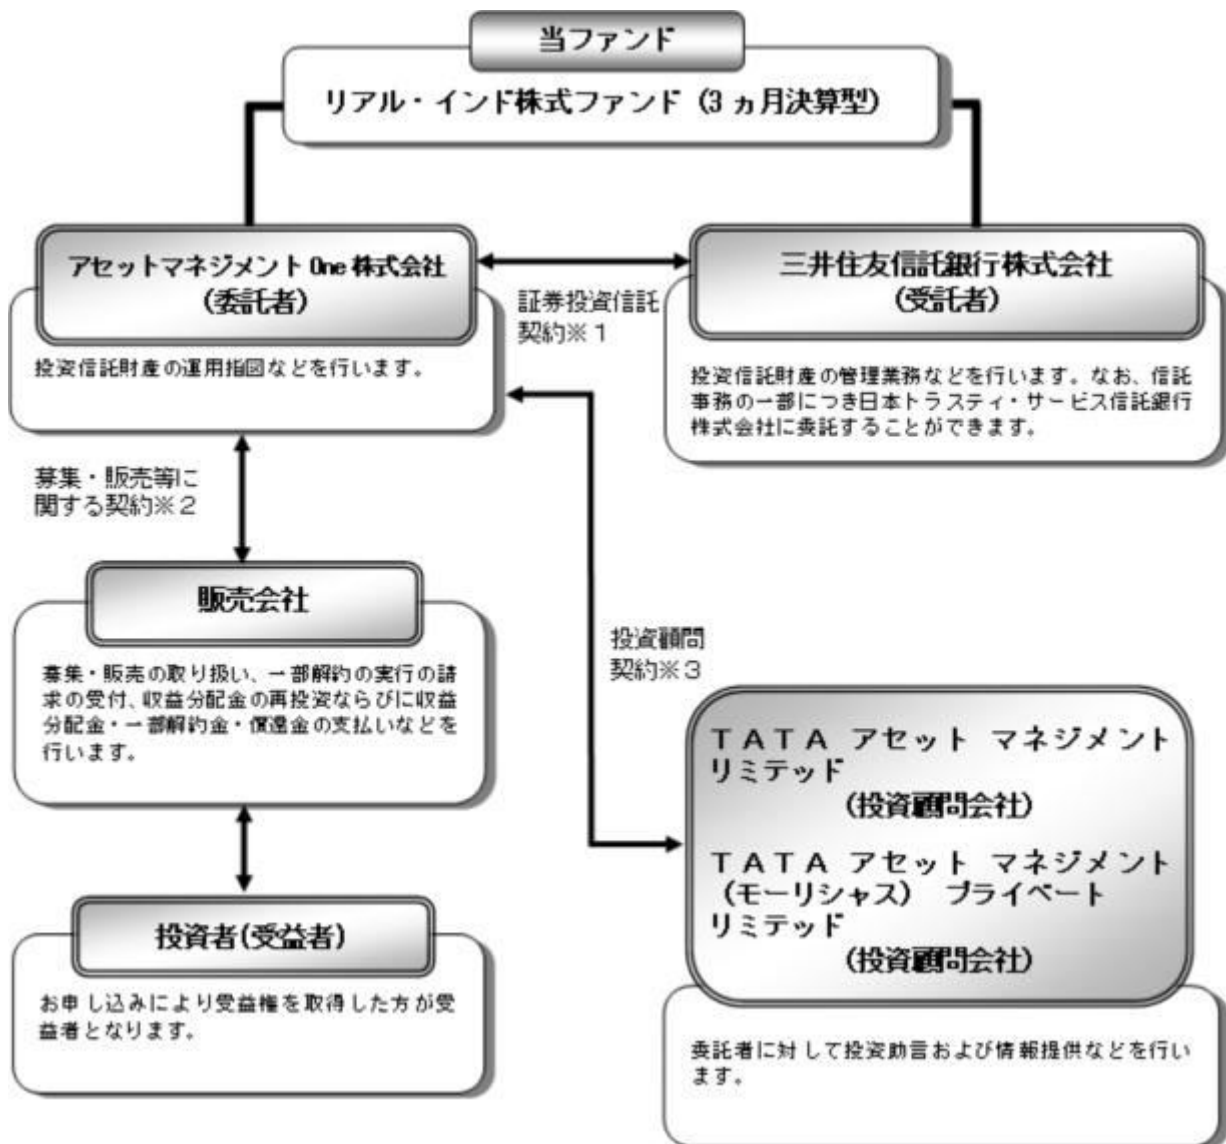 当ファンド
リアル・インド株式ファンド (3ヵ月決算型)
アセットマネジメント One 株式会社
(委託者)
投資信託財産の運用指図などを行います。
証券投資信託
契約※1
三井住友信託銀行株式会社
(受託者)
投資信託財産の管理業務などを行います。なお、信託
事務の一部につき日本トラスティ・サービス信託銀行
株式会社に委託することができます。
募集・販売等に
関する契約※2
販売会社
募集・販売の取り扱い、一部解約の実行の請
求の受付、収益分配金の再投資ならびに収益
分配金・一部解約金・償還金の支払いなどを
行います。
投資顧問
契約※3
TATA アセット マネジメント
リミテッド
(投資顧問会社)
TATA アセット マネジメント
(モーリシャス) プライベート
リミテッド
(投資顧問会社)
委託者に対して投資助言および情報提供などを行い
ます。
投資者(受益者)
お申し込みにより受益権を取得した方が受
益者となります。